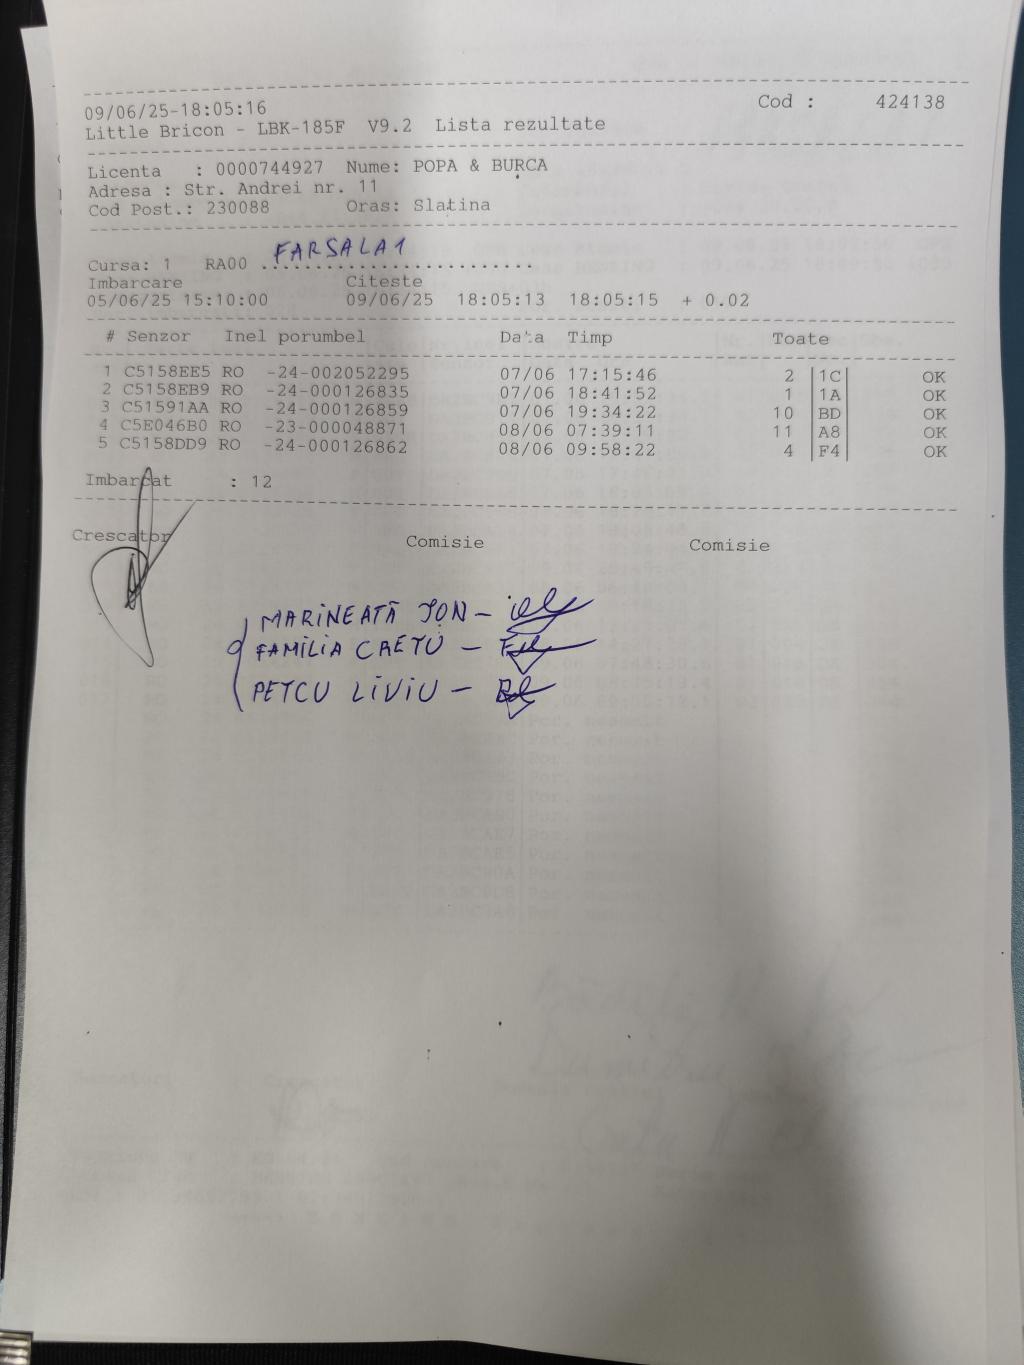 09/06/25-18:05:16 Cod : 424138
Little Bricon - LBK-185F V9.2 Lista rezultate
Licenta : 0000744927 Nume: POPA & BURCA
Adresa : Str. Andrei nr. 11
Cod Post.: 230088 Oras: Slatina
Cursa: 1 RA00 FARSALA1
Imbarcare Citeste
05/06/25 15:10:00 09/06/25 18:05:13 18:05:15 + 0.02
# Senzor Inel porumbel Data Timp Toate
1 C5158EE5 RO -24-002052295 07/06 17:15:46 2 |1C| OK
2 C5158EB9 RO -24-000126835 07/06 18:41:52 1 |1A| OK
3 C51591AA RO -24-000126859 07/06 19:34:22 10 |BD| OK
4 C5E046B0 RO -23-000048871 08/06 07:39:11 11 |A8| OK
5 C5158DD9 RO -24-000126862 08/06 09:58:22 4 |F4| OK
Imbarcat : 12
Crescator Comisie Comisie
MARINEATĂ ION -
FAMILIA CRETU -
PETCU LIVIU -